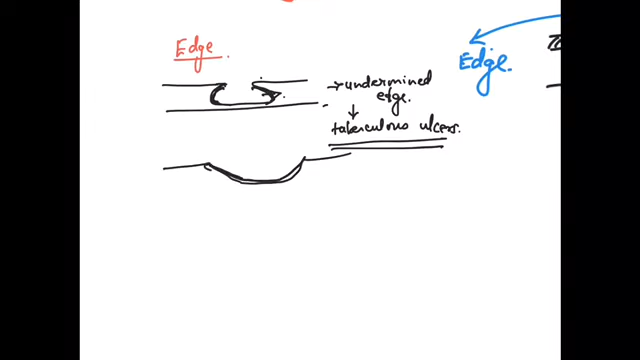 Edge
Edge.
→ undermined
edge.
↓
tuberculous ulcers.